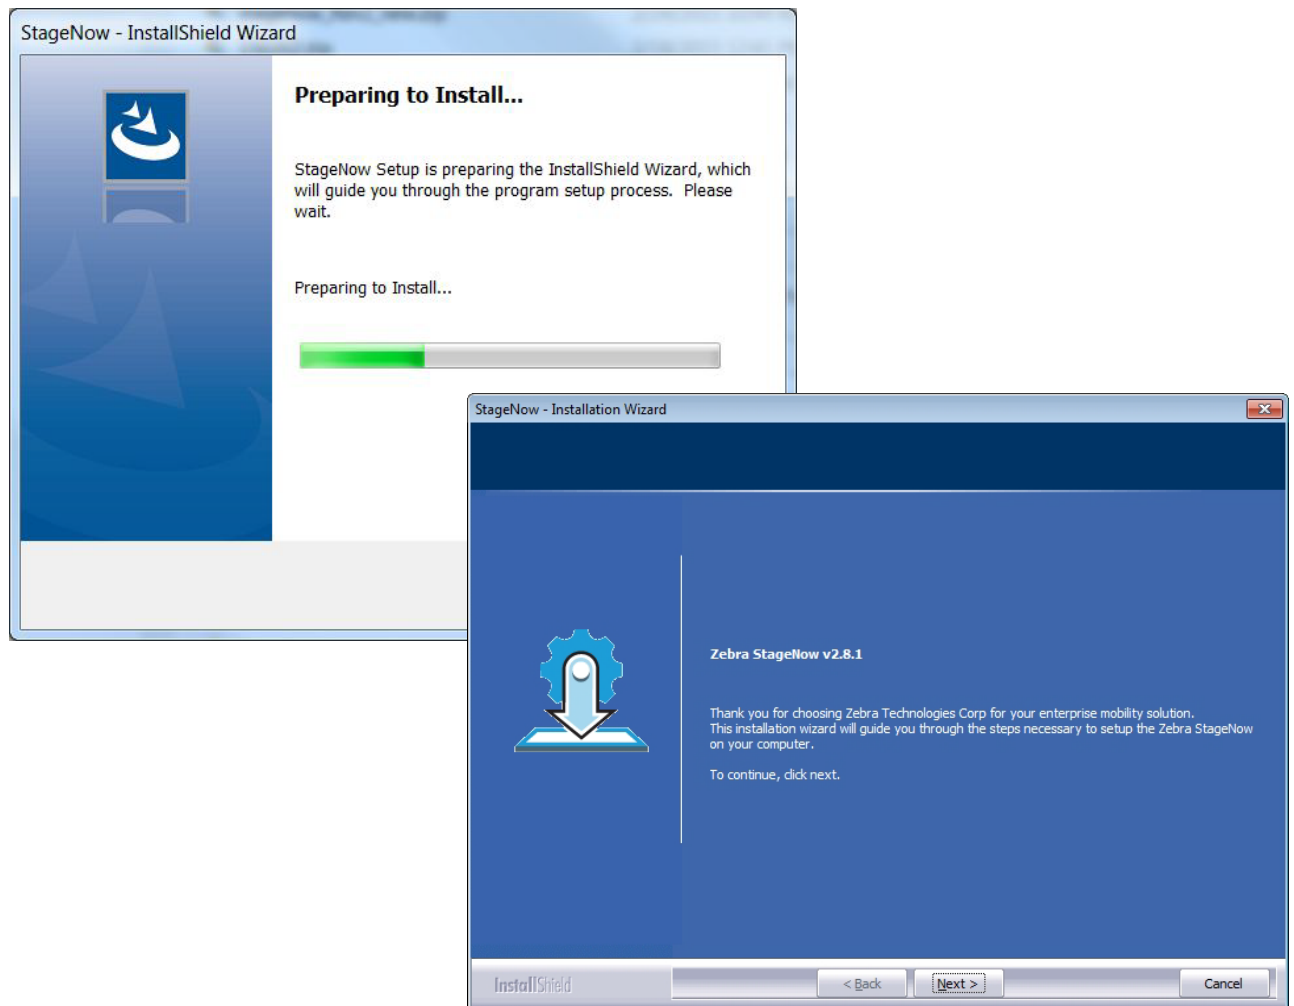 StageNow - InstallShield Wizard
Preparing to Install...
StageNow Setup is preparing the InstallShield Wizard, which
will guide you through the program setup process.  Please
wait.
Preparing to Install...
StageNow - Installation Wizard
Zebra StageNow v2.8.1
Thank you for choosing Zebra Technologies Corp for your enterprise mobility solution.
This installation wizard will guide you through the steps necessary to setup the Zebra StageNow
on your computer.
To continue, click next.
InstallShield
< Back
Next >
Cancel